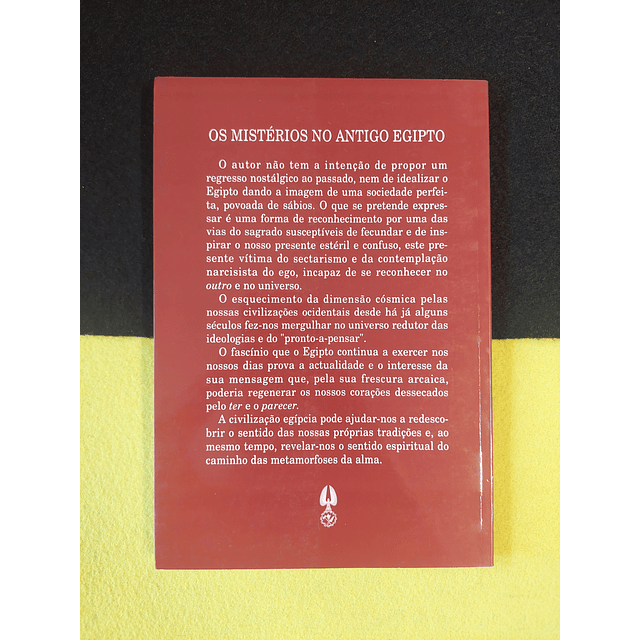 OS MISTÉRIOS NO ANTIGO EGIPTO
O autor não tem a intenção de propor um
regresso nostálgico ao passado, nem de idealizar o
Egipto dando a imagem de uma sociedade perfei-
ta, povoada de sábios. O que se pretende expres-
sar é uma forma de reconhecimento por uma das
vias do sagrado susceptíveis de fecundar e de ins-
pirar o nosso presente estéril e confuso, este pre-
sente vítima do sectarismo e da contemplação
narcisista do ego, incapaz de se reconhecer no
outro e no universo.
O esquecimento da dimensão cósmica pelas
nossas civilizações ocidentais desde há já alguns
séculos fez-nos mergulhar no universo redutor das
ideologias e do "pronto-a-pensar".
O fascínio que o Egipto continua a exercer nos
nossos dias prova a actualidade e o interesse da
sua mensagem que, pela sua frescura arcaica,
poderia regenerar os nossos corações dessecados
pelo ter e o parecer.
A civilização egípcia pode ajudar-nos a redesco-
brir o sentido das nossas próprias tradições e, ao
mesmo tempo, revelar-nos o sentido espiritual do
caminho das metamorfoses da alma.